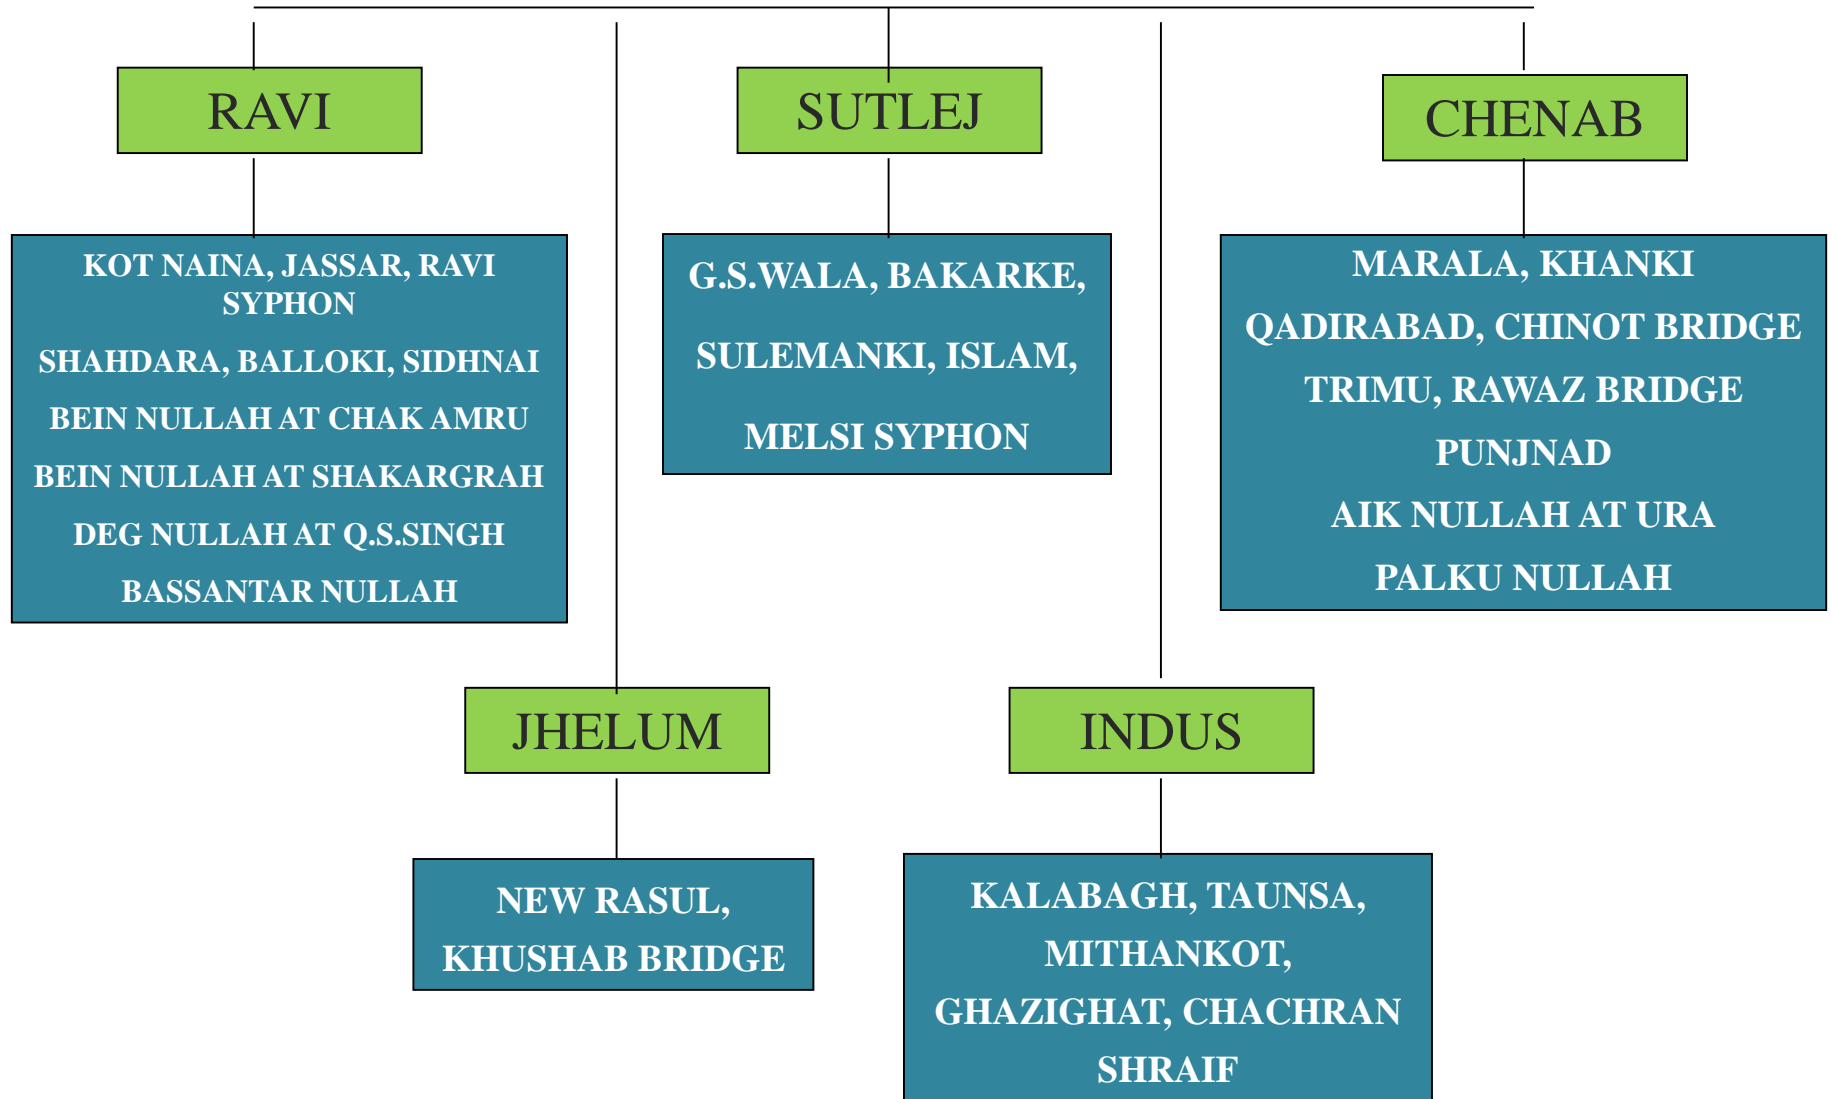 RAVI
SUTLEJ
CHENAB
KOT NAINA, JASSAR, RAVI
SYPHON
SHAHDARA, BALLOKI, SIDHNAI
BEIN NULLAH AT CHAK AMRU
BEIN NULLAH AT SHAKARGRAH
DEG NULLAH AT Q.S.SINGH
BASSANTAR NULLAH
G.S.WALA, BAKARKE,
SULEMANKI, ISLAM,
MELSI SYPHON
MARALA, KHANKI
QADIRABAD, CHINOT BRIDGE
TRIMU, RAWAZ BRIDGE
PUNJNAD
AIK NULLAH AT URA
PALKU NULLAH
JHELUM
INDUS
NEW RASUL,
KHUSHAB BRIDGE
KALABAGH, TAUNSA,
MITHANKOT,
GHAZIGHAT, CHACHRAN
SHRAIF